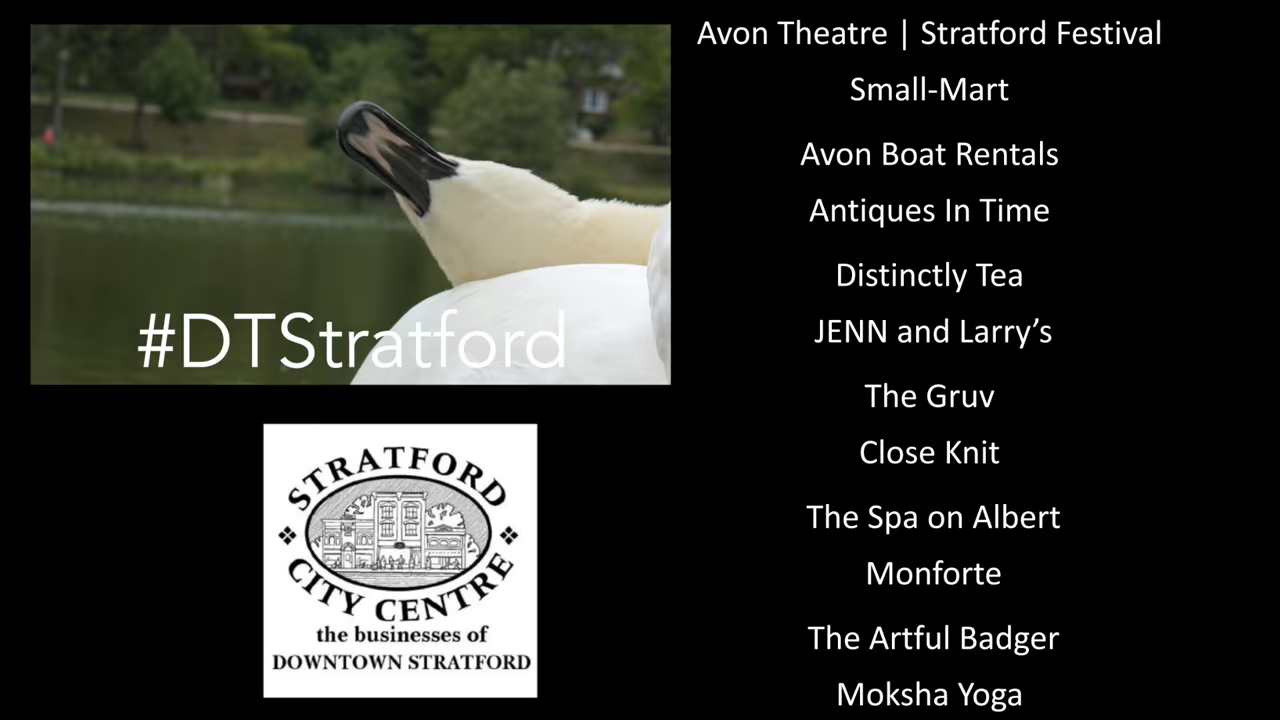 #DTStratford
STRATFORD
CITY CENTRE
the businesses of
DOWNTOWN STRATFORD
Avon Theatre | Stratford Festival
Small-Mart
Avon Boat Rentals
Antiques In Time
Distinctly Tea
JENN and Larry’s
The Gruv
Close Knit
The Spa on Albert
Monforte
The Artful Badger
Moksha Yoga